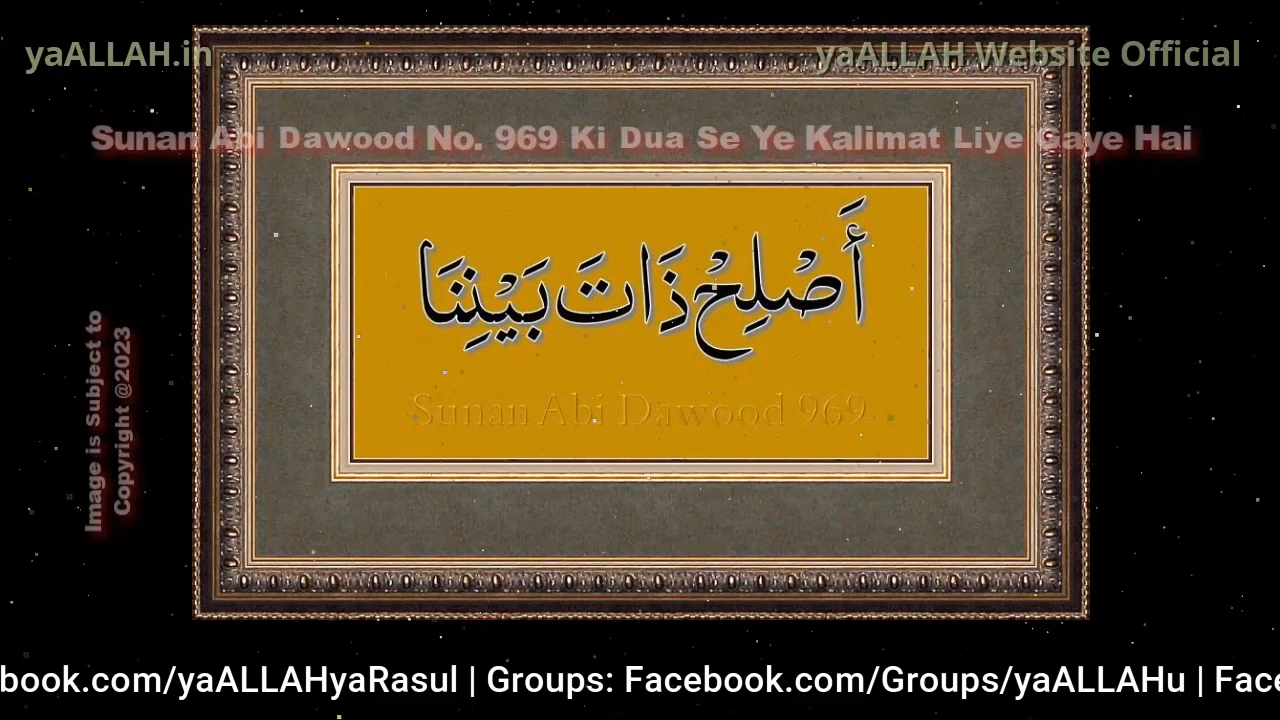 yaALLAH.in
yaALLAH Website Official
Sunan Abi Dawood No. 969 Ki Dua Se Ye Kalimat Liye Gaye Hai
أَصْلِحْ ذَاتَ بَيْنِنَا
Sunan Abi Dawood 969
Image is Subject to
Copyright @2023
book.com/yaALLAHyaRasul | Groups: Facebook.com/Groups/yaALLAHu | Face